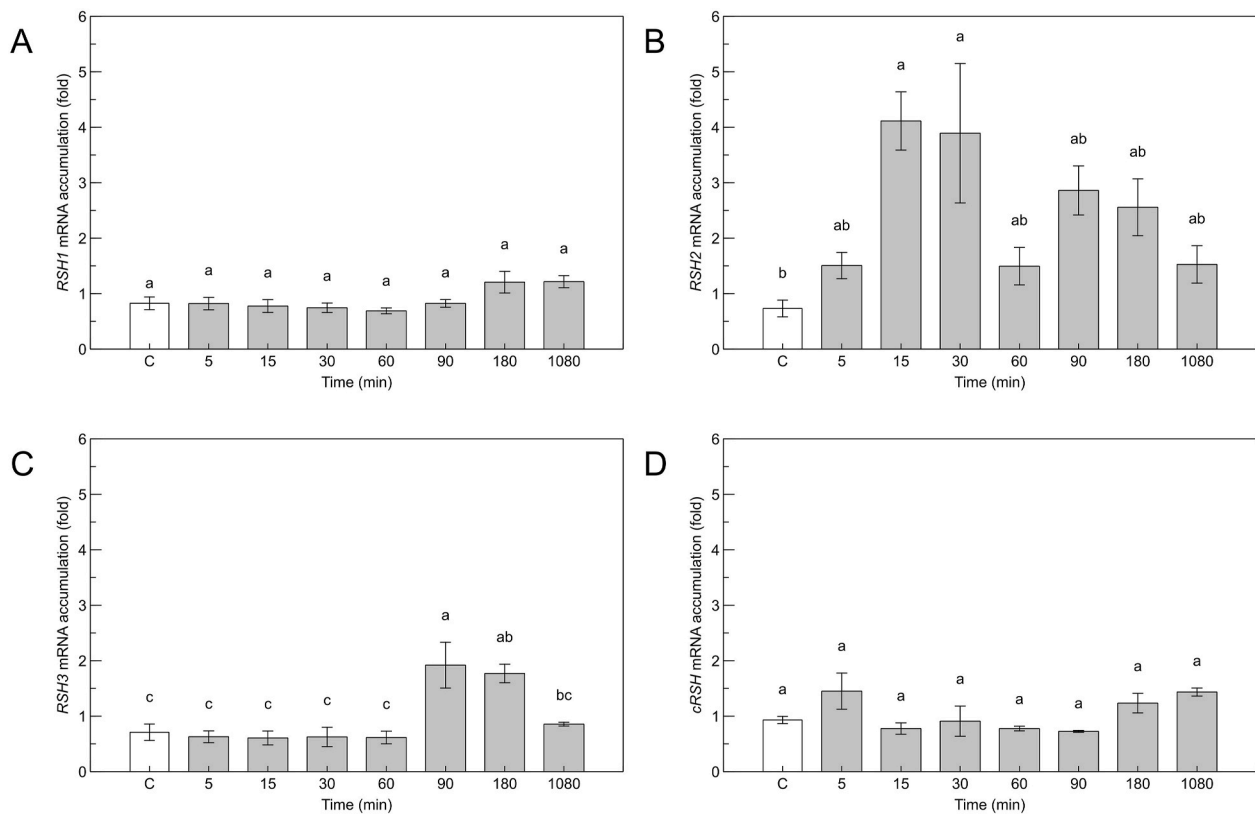 A
RSH1 mRNA accumulation (fold)
6
5
4
3
2
1
0
a a a a a a a a
C 5 15 30 60 90 180 1080
Time (min)
B
RSH2 mRNA accumulation (fold)
6
5
4
3
2
1
0
b ab a a ab ab ab ab
C 5 15 30 60 90 180 1080
Time (min)
C
RSH3 mRNA accumulation (fold)
6
5
4
3
2
1
0
c c c c c a ab bc
C 5 15 30 60 90 180 1080
Time (min)
D
cRSH mRNA accumulation (fold)
6
5
4
3
2
1
0
a a a a a a a a
C 5 15 30 60 90 180 1080
Time (min)